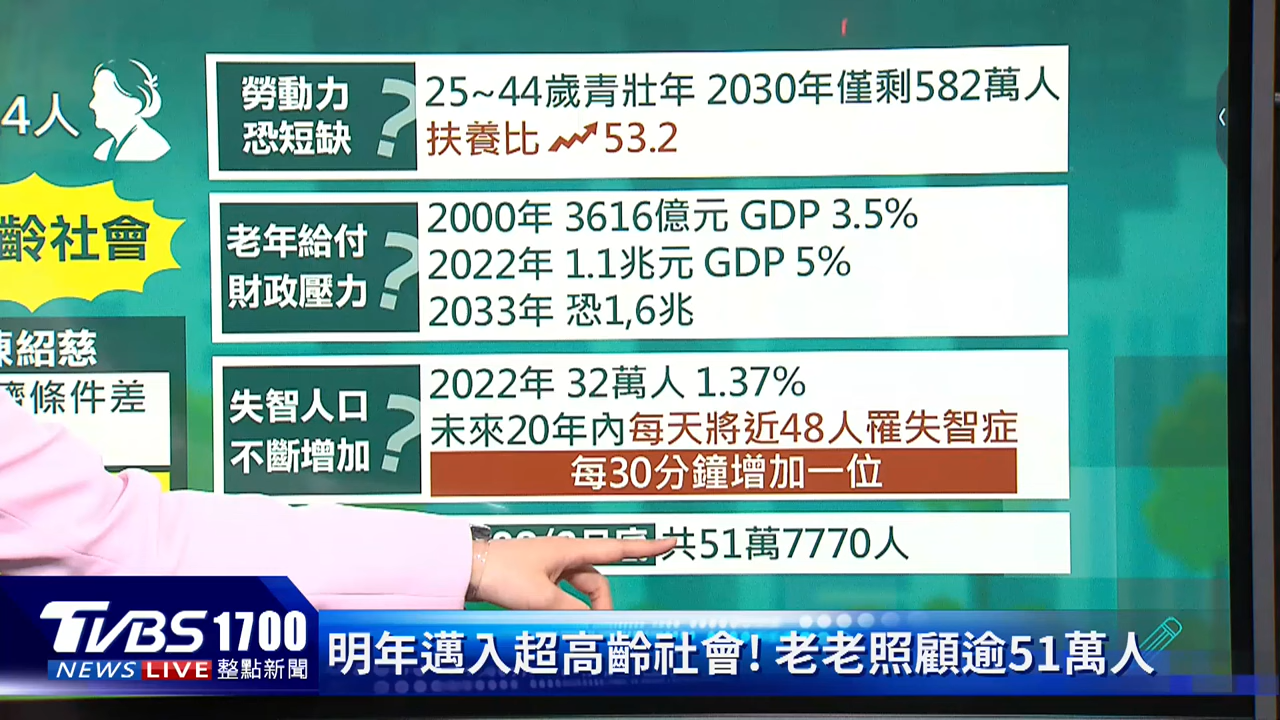 4人
齡社會
紹慈
條件差
勞動力
恐短缺
?
25~44歲青壯年 2030年僅剩582萬人
扶養比 53.2
老年給付
財政壓力
?
2000年 3616億元 GDP 3.5%
2022年 1.1兆元 GDP 5%
2033年 恐1,6兆
失智人口
不斷增加
?
2022年 32萬人 1.37%
未來20年內每天將近48人罹失智症
每30分鐘增加一位
共51萬7770人
TVBS 1700
NEWS LIVE 整點新聞
明年邁入超高齡社會! 老老照顧逾51萬人